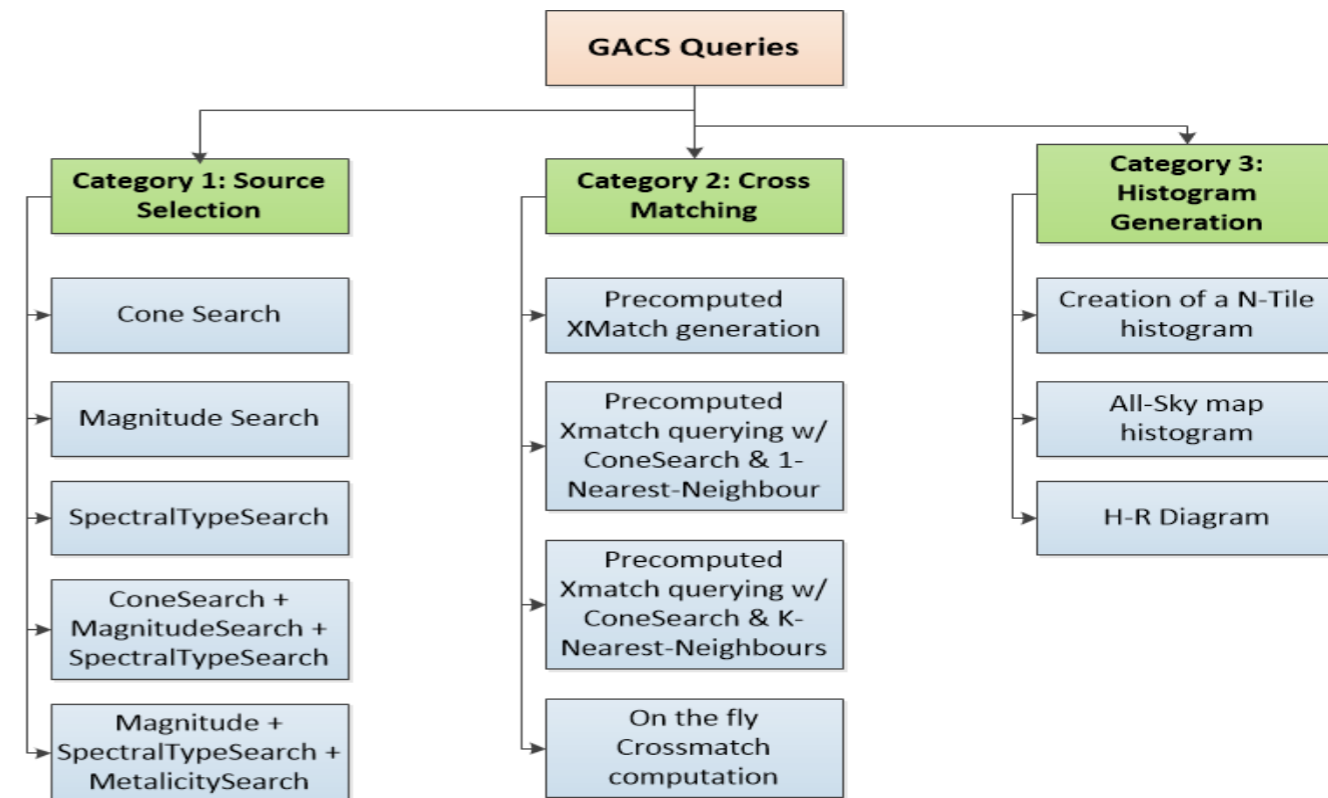 GACS Queries
Category 1: Source
Selection
Cone Search
Magnitude Search
SpectralTypeSearch
ConeSearch +
MagnitudeSearch +
SpectralTypeSearch
Magnitude +
SpectralTypeSearch +
MetalicitySearch
Category 2: Cross
Matching
Precomputed
XMatch generation
Precomputed
Xmatch querying w/
ConeSearch & 1-
Nearest-Neighbour
Precomputed
Xmatch querying w/
ConeSearch & K-
Nearest-Neighbours
On the fly
Crossmatch
computation
Category 3:
Histogram
Generation
Creation of a N-Tile
histogram
All-Sky map
histogram
H-R Diagram